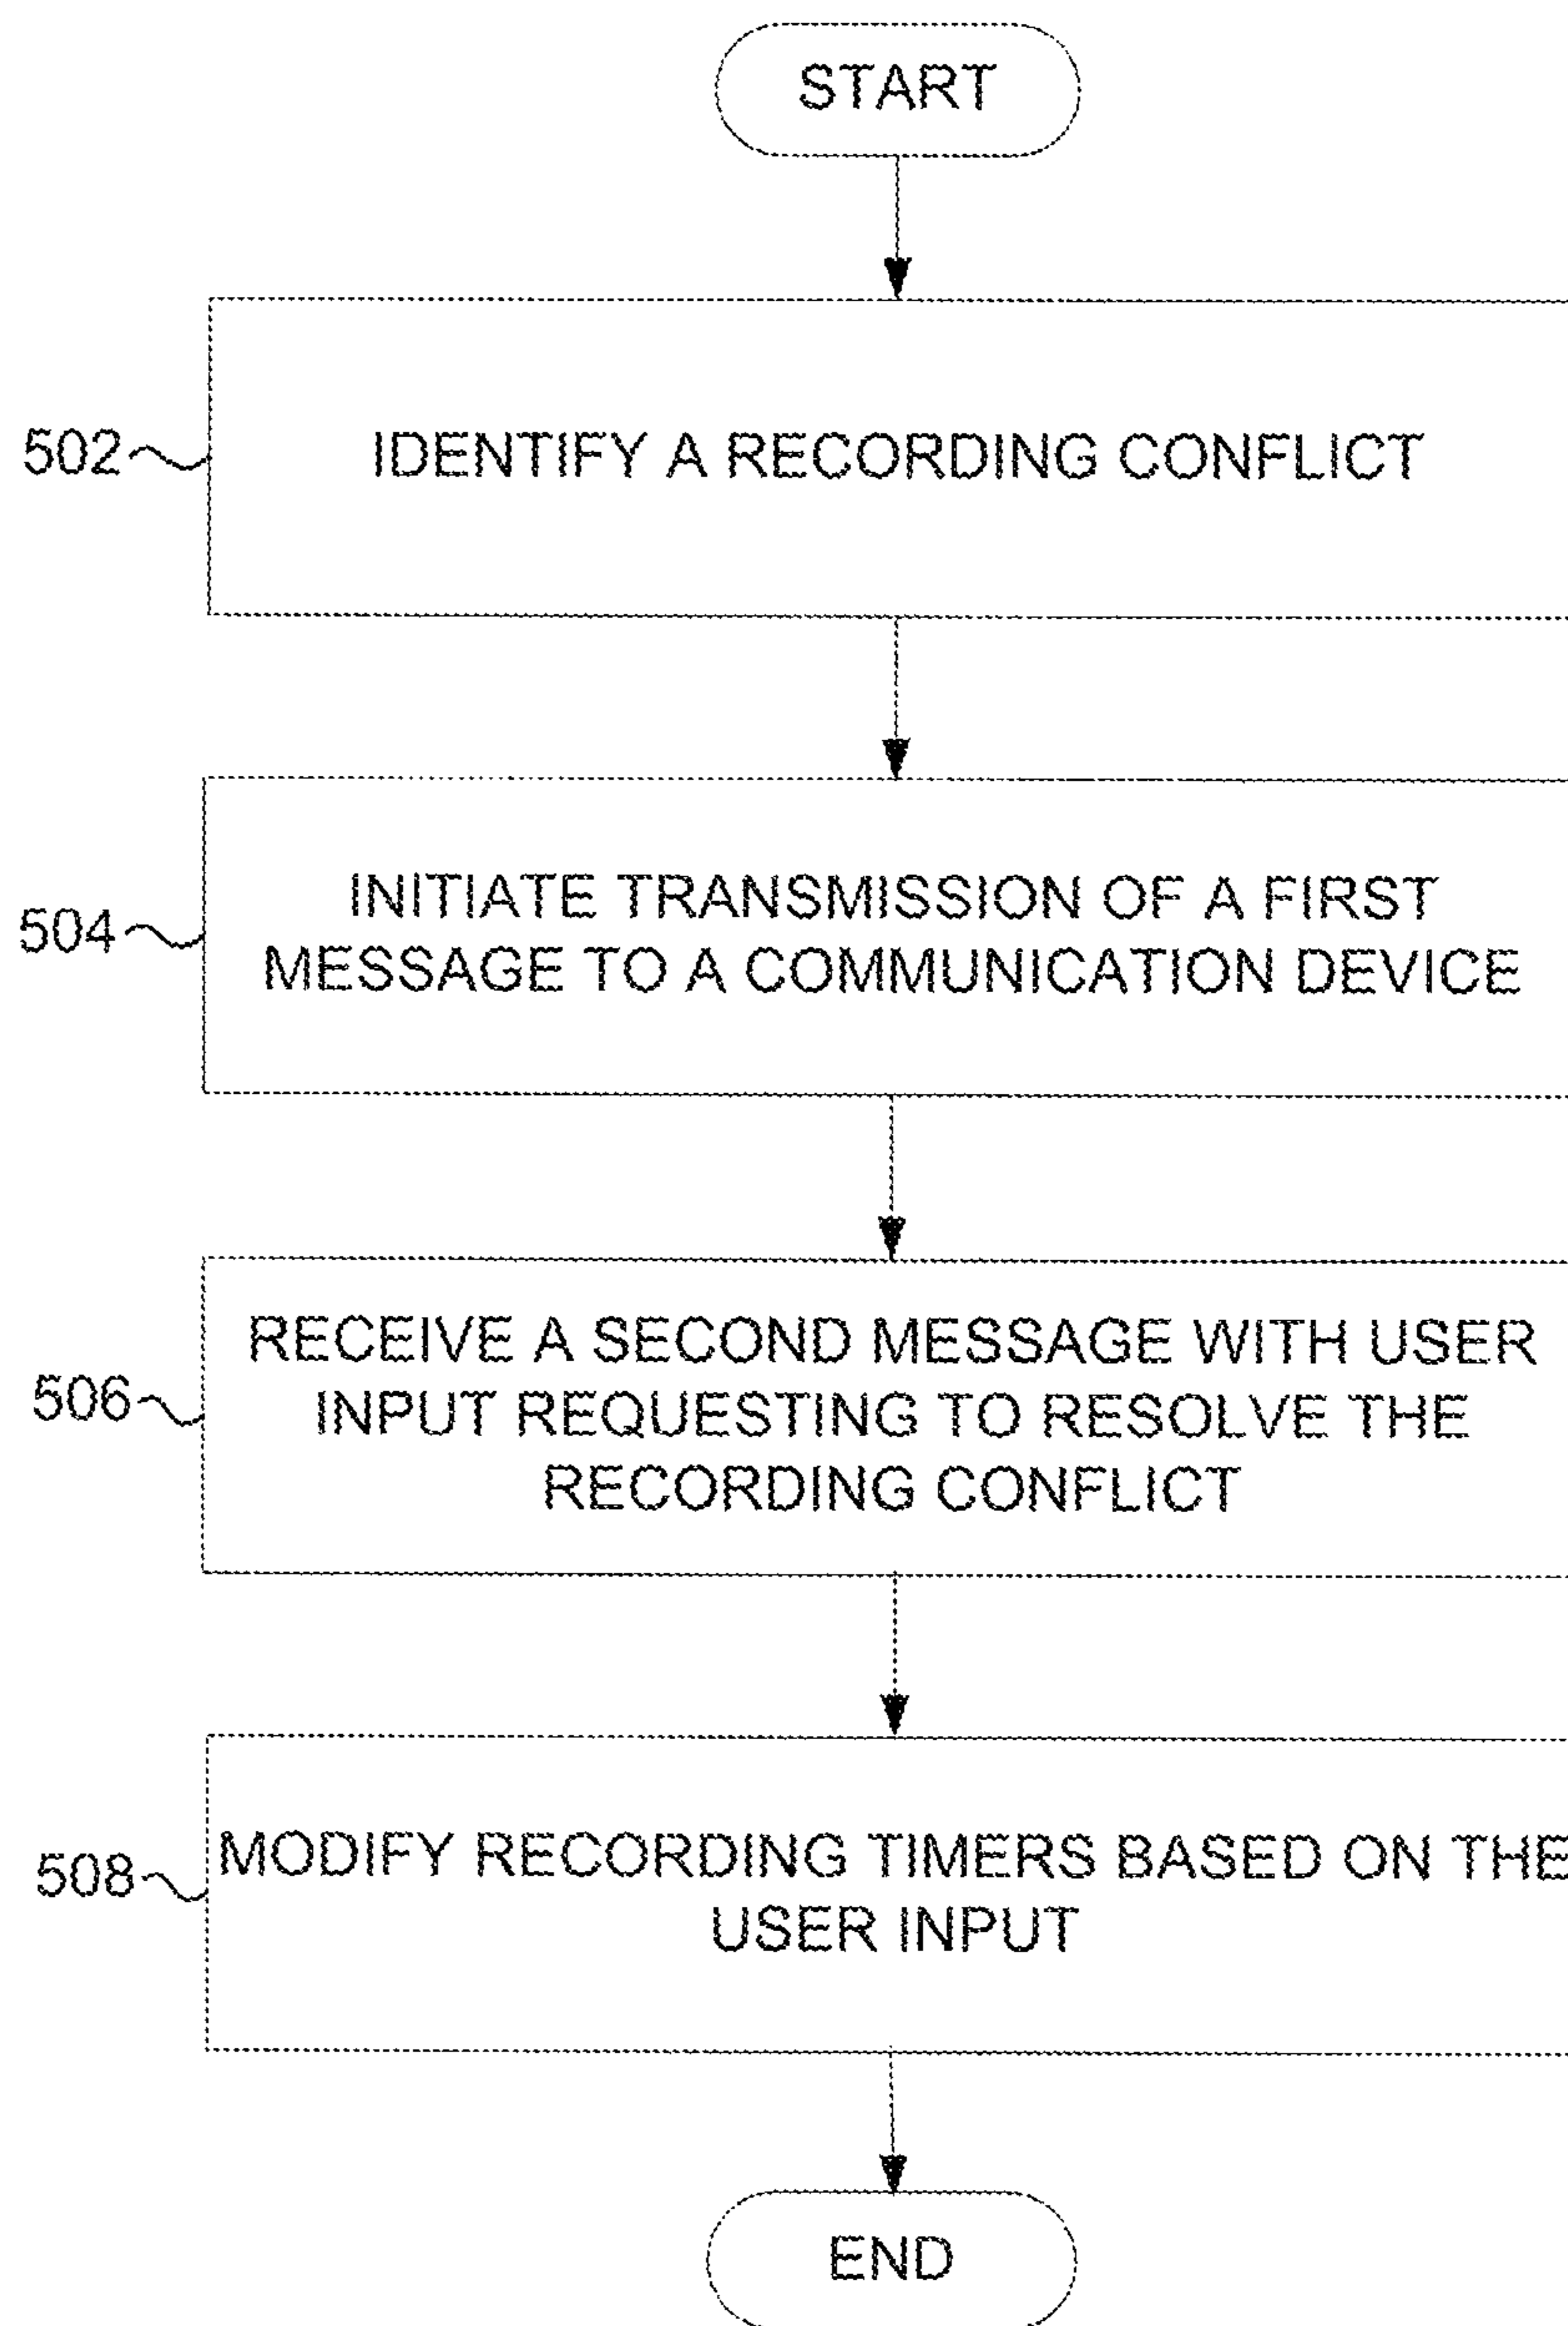 START
502
IDENTIFY A RECORDING CONFLICT
504
INITIATE TRANSMISSION OF A FIRST
MESSAGE TO A COMMUNICATION DEVICE
506
RECEIVE A SECOND MESSAGE WITH USER
INPUT REQUESTING TO RESOLVE THE
RECORDING CONFLICT
508
MODIFY RECORDING TIMERS BASED ON THE
USER INPUT
END